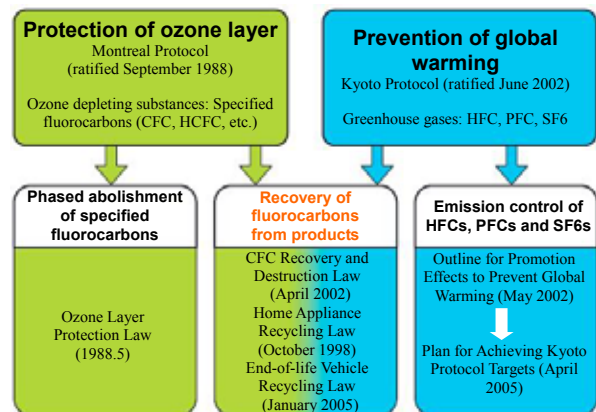 Protection of ozone layer
Montreal Protocol
(ratified September 1988)
Ozone depleting substances: Specified
fluorocarbons (CFC, HCFC, etc.)
Prevention of global
warming
Kyoto Protocol (ratified June 2002)
Greenhouse gases: HFC, PFC, SF6
Phased abolishment
of specified
fluorocarbons
Ozone Layer
Protection Law
(1988.5)
Recovery of
fluorocarbons
from products
CFC Recovery and
Destruction Law
(April 2002)
Home Appliance
Recycling Law
(October 1998)
End-of-life Vehicle
Recycling Law
(January 2005)
Emission control of
HFCs, PFCs and SF6s
Outline for Promotion
Effects to Prevent Global
Warming (May 2002)
Plan for Achieving Kyoto
Protocol Targets (April
2005)